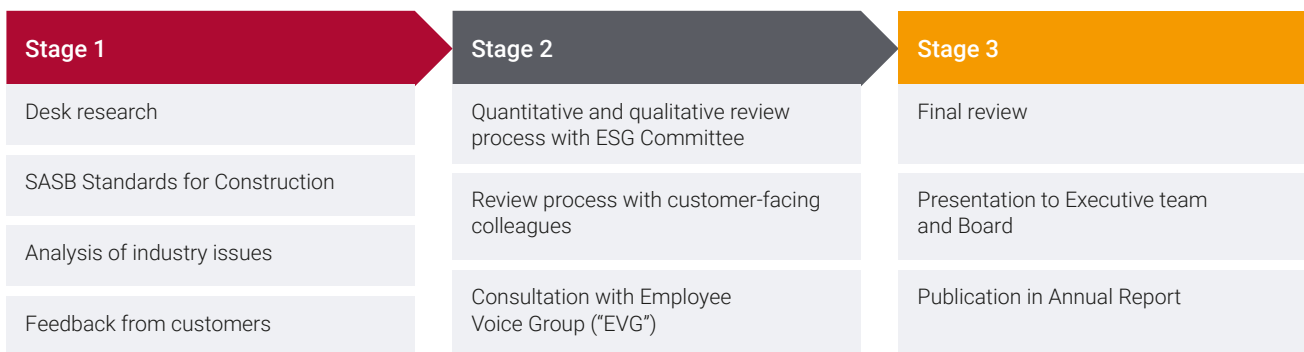 Stage 1
Desk research
SASB Standards for Construction
Analysis of industry issues
Feedback from customers
Stage 2
Quantitative and qualitative review
process with ESG Committee
Review process with customer-facing
colleagues
Consultation with Employee
Voice Group (“EVG”)
Stage 3
Final review
Presentation to Executive team
and Board
Publication in Annual Report